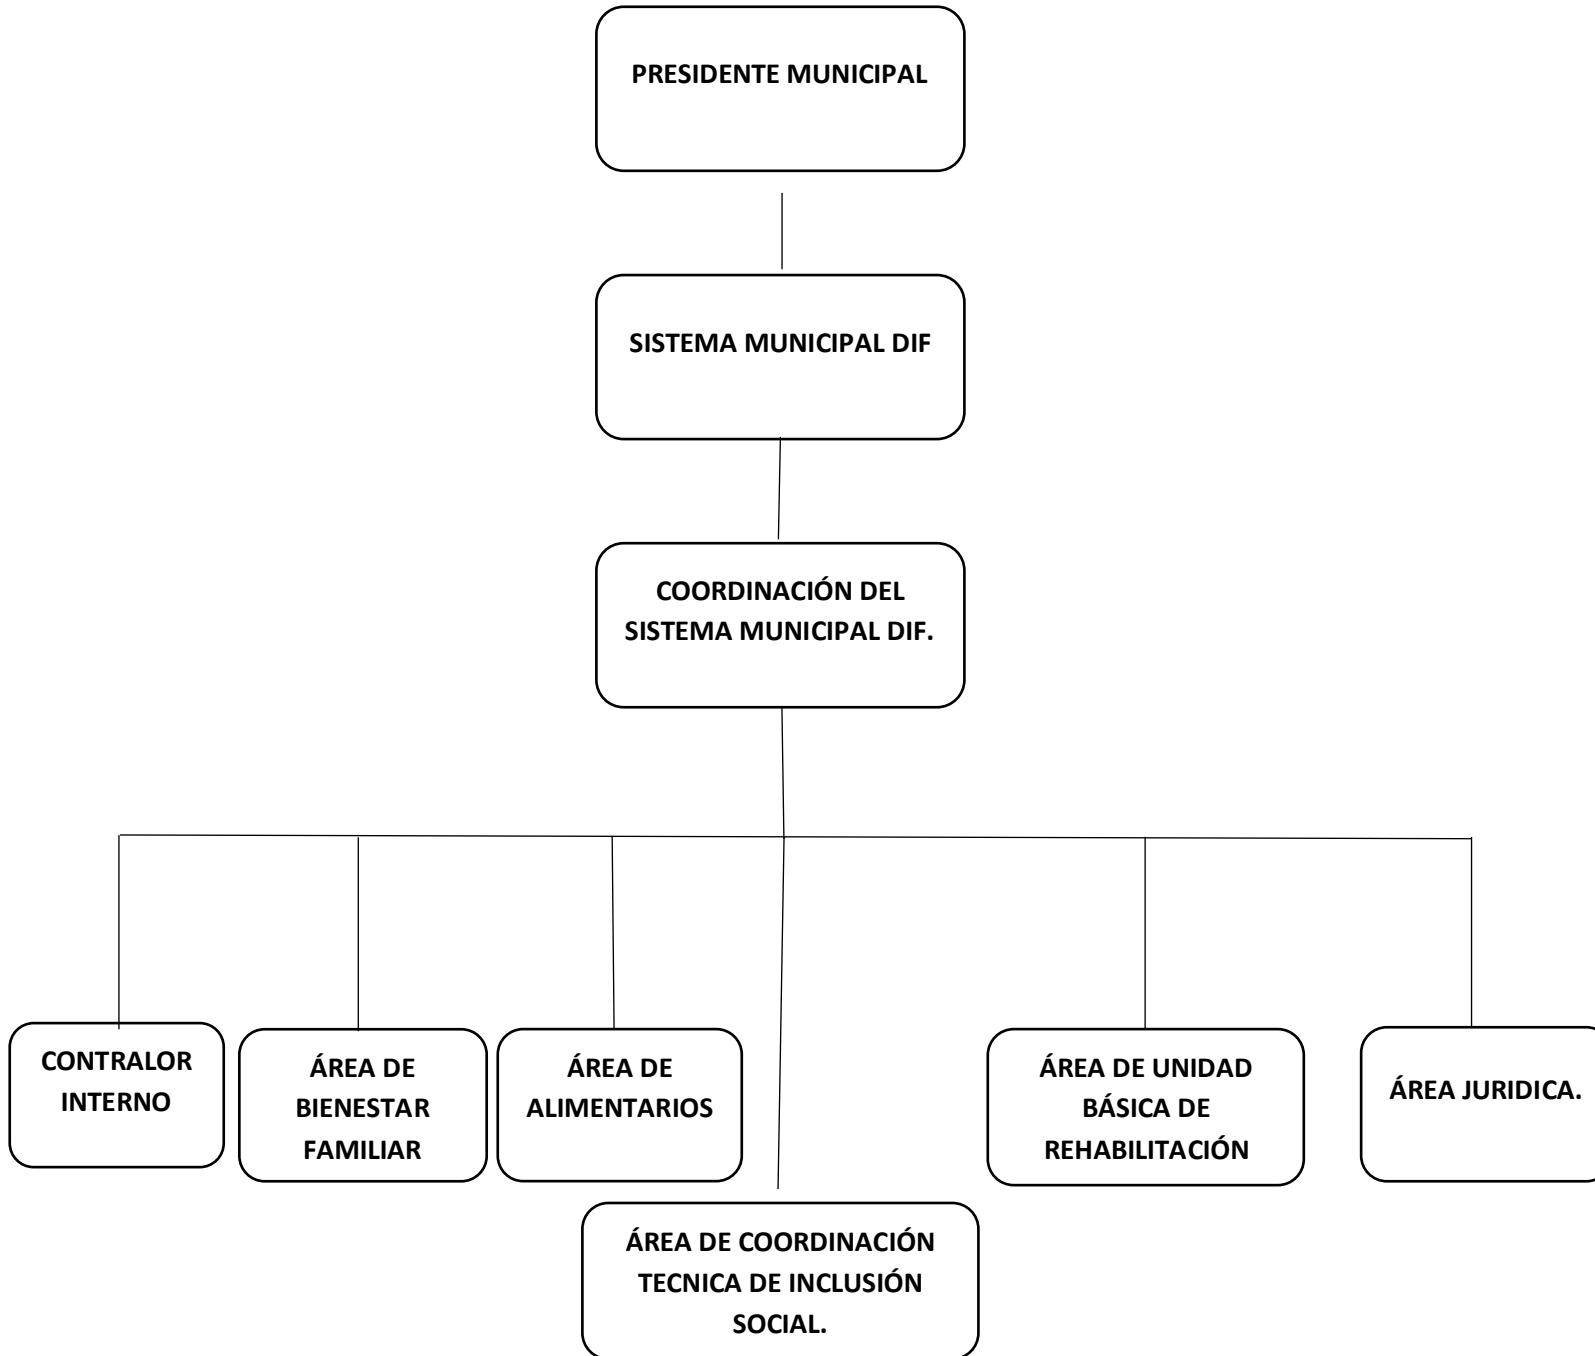 PRESIDENTE MUNICIPAL
SISTEMA MUNICIPAL DIF
COORDINACIÓN DEL
SISTEMA MUNICIPAL DIF.
CONTRALOR
INTERNO
ÁREA DE
BIENESTAR
FAMILIAR
ÁREA DE
ALIMENTARIOS
ÁREA DE UNIDAD
BÁSICA DE
REHABILITACIÓN
ÁREA JURIDICA.
ÁREA DE COORDINACIÓN
TECNICA DE INCLUSIÓN
SOCIAL.